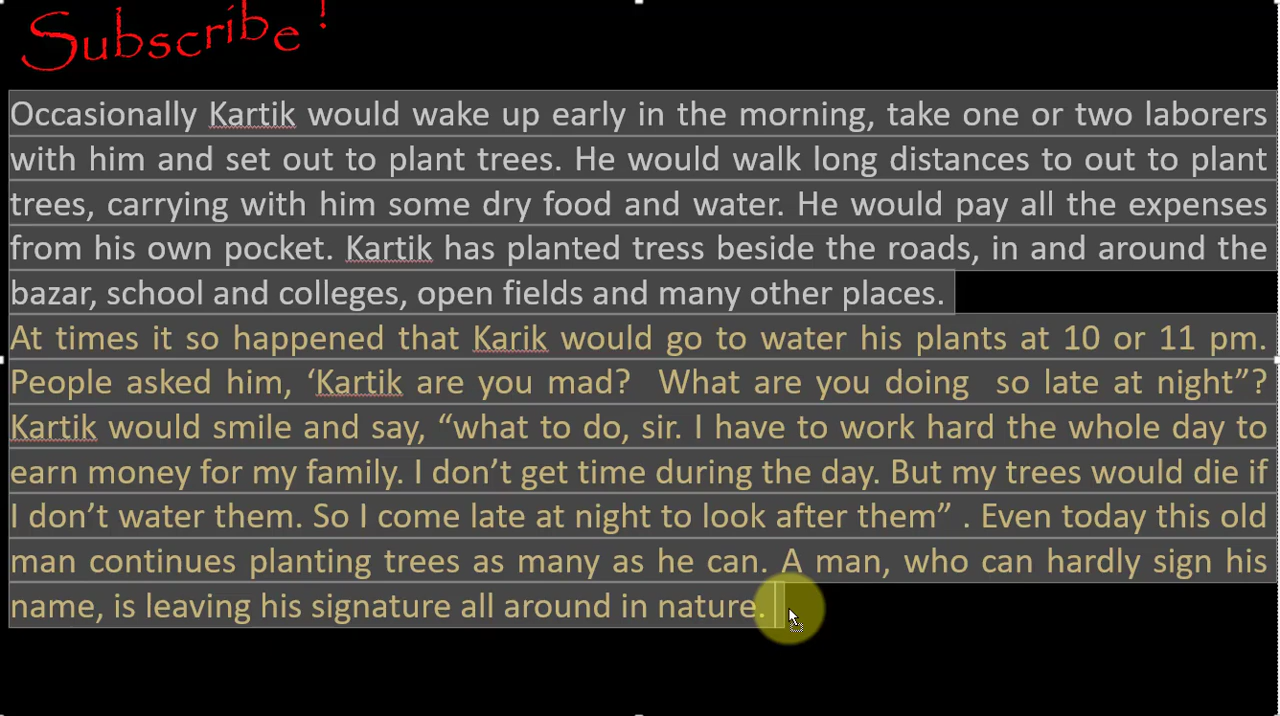 Subscribe !
Occasionally Kartik would wake up early in the morning, take one or two laborers
with him and set out to plant trees. He would walk long distances to out to plant
trees, carrying with him some dry food and water. He would pay all the expenses
from his own pocket. Kartik has planted tress beside the roads, in and around the
bazar, school and colleges, open fields and many other places.
At times it so happened that Karik would go to water his plants at 10 or 11 pm.
People asked him, ‘Kartik are you mad?  What are you doing  so late at night”?
Kartik would smile and say, “what to do, sir. I have to work hard the whole day to
earn money for my family. I don’t get time during the day. But my trees would die if
I don’t water them. So I come late at night to look after them” . Even today this old
man continues planting trees as many as he can. A man, who can hardly sign his
name, is leaving his signature all around in nature.